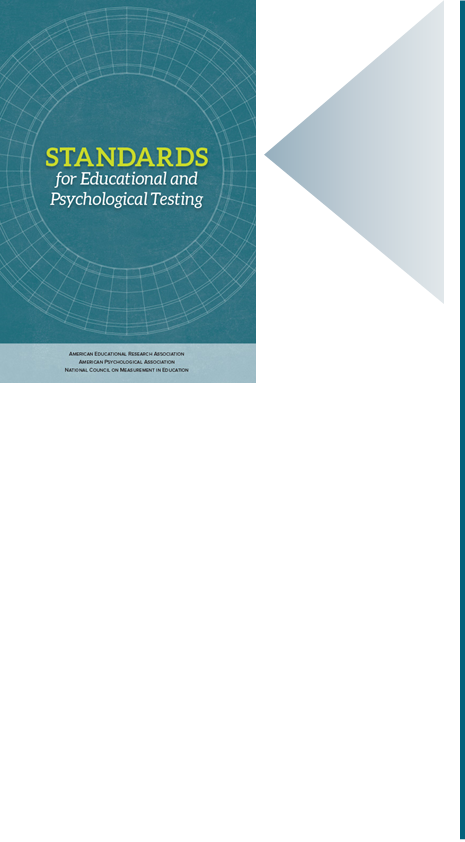 STANDARDS
for Educational and
Psychological Testing
American Educational Research Association
American Psychological Association
National Council on Measurement in Education